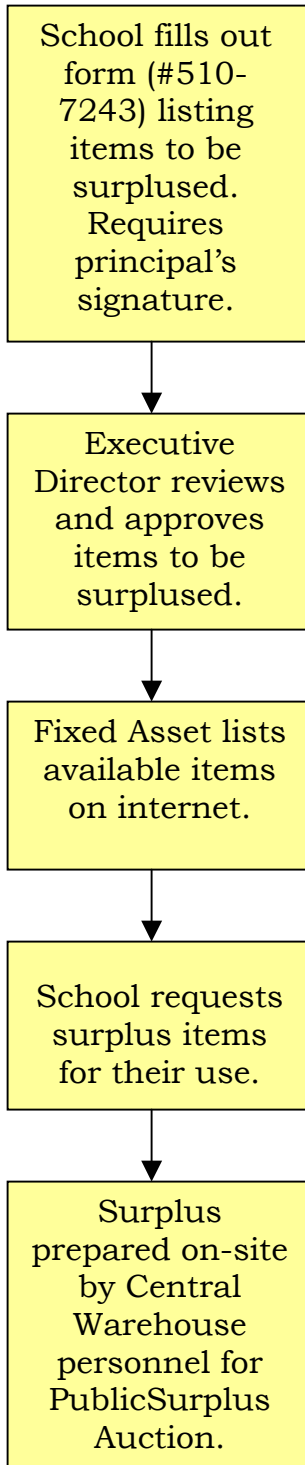 School fills out
form (#510-
7243) listing
items to be
surplused.
Requires
principal's
signature.
Executive
Director reviews
and approves
items to be
surplused.
Fixed Asset lists
available items
on internet.
School requests
surplus items
for their use.
Surplus
prepared on-site
by Central
Warehouse
personnel for
PublicSurplus
Auction.